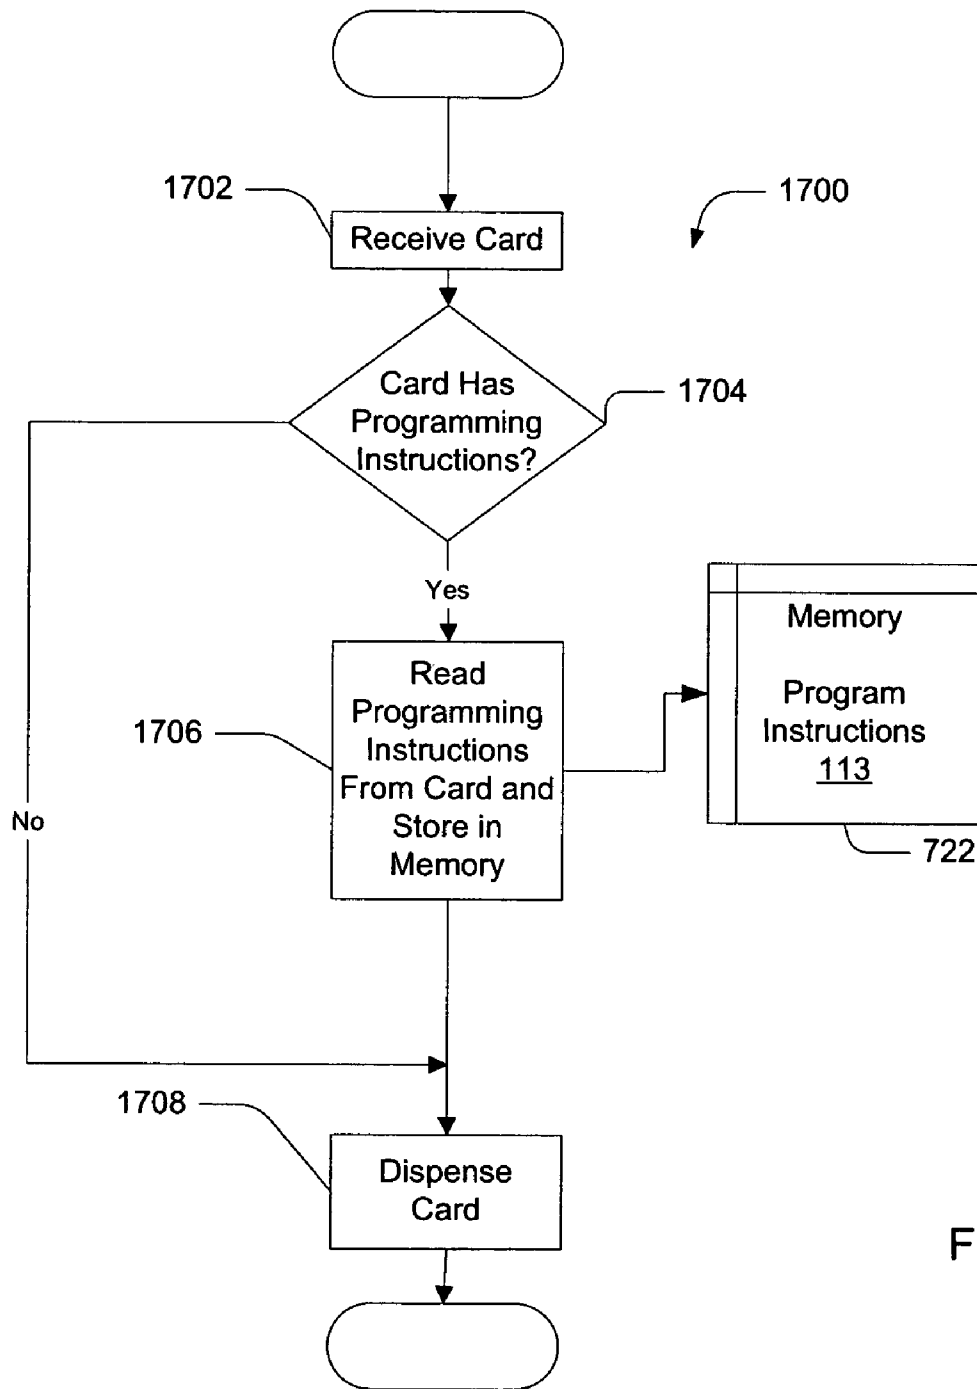 1702
1700
Receive Card
Card Has
Programming
Instructions?
1704
Yes
Memory
Program
Instructions
113
722
Read
Programming
Instructions
From Card and
Store in
Memory
1706
No
1708
Dispense
Card
F